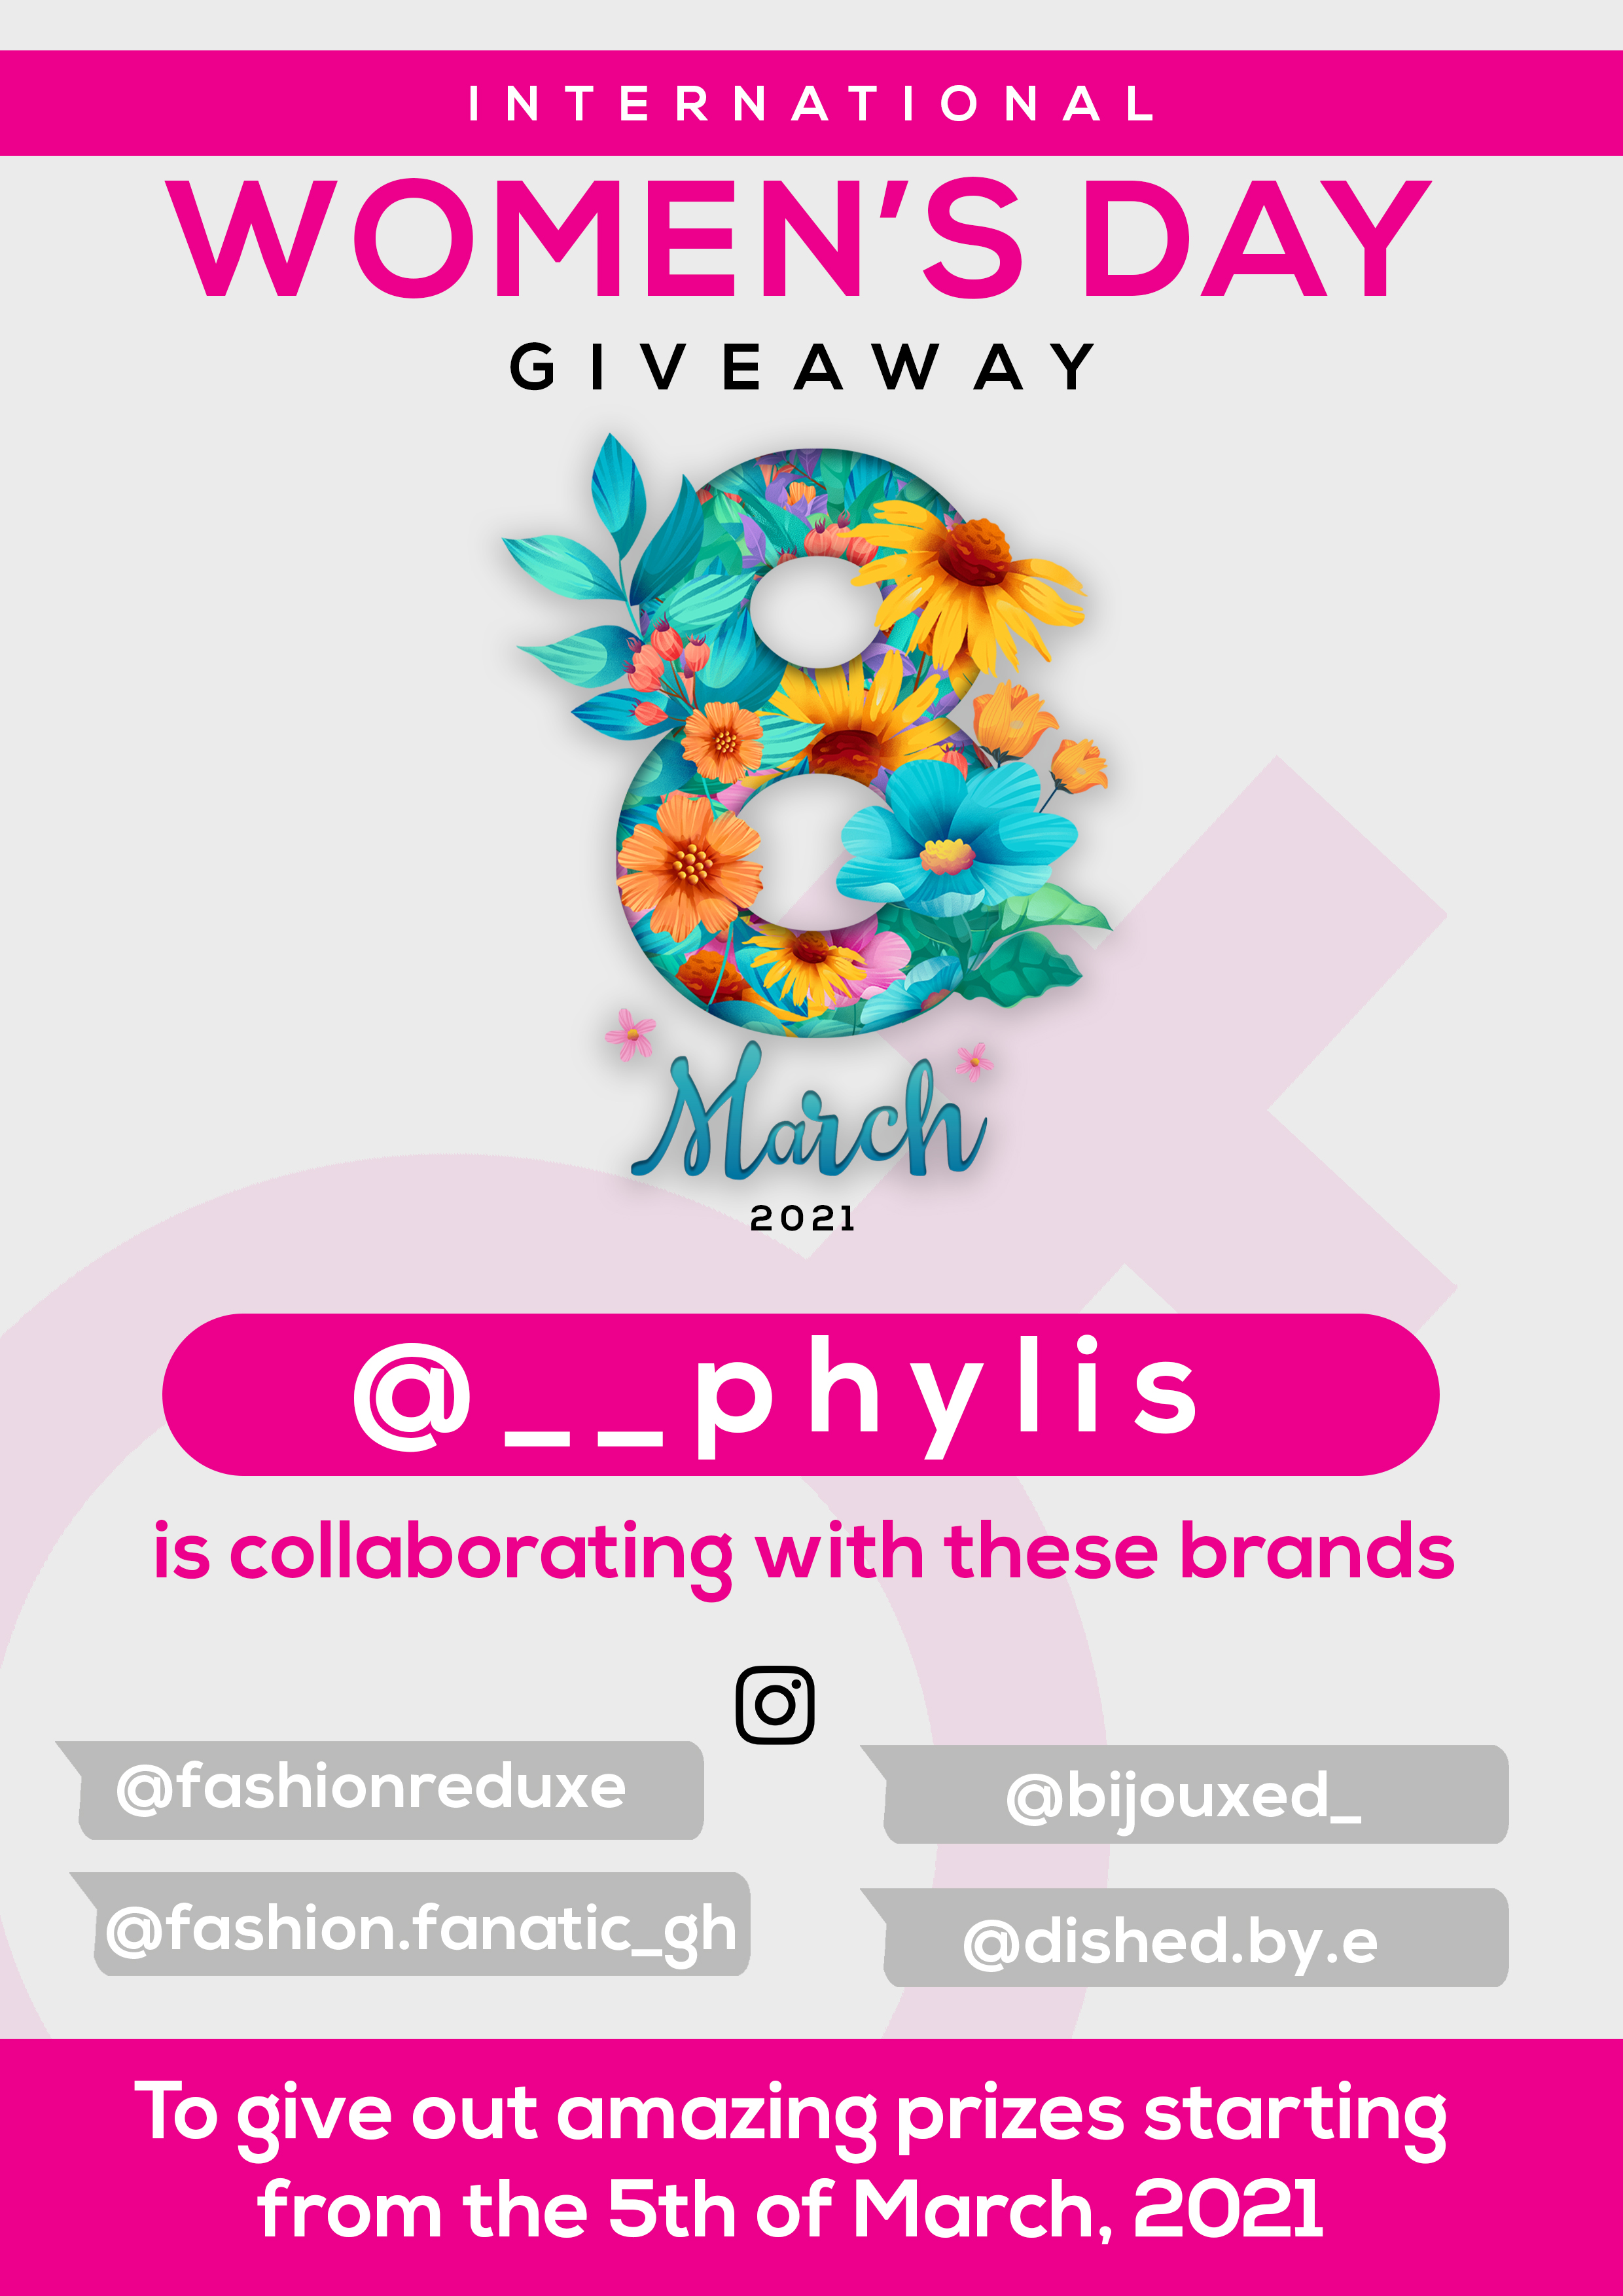 INTERNATIONAL
WOMEN'S DAY
GIVEAWAY
8
March
2021
@__phylis
is collaborating with these brands
@fashionreduxe
@bijouxed_
@fashion.fanatic_gh
@dished.by.e
To give out amazing prizes starting
from the 5th of March, 2021